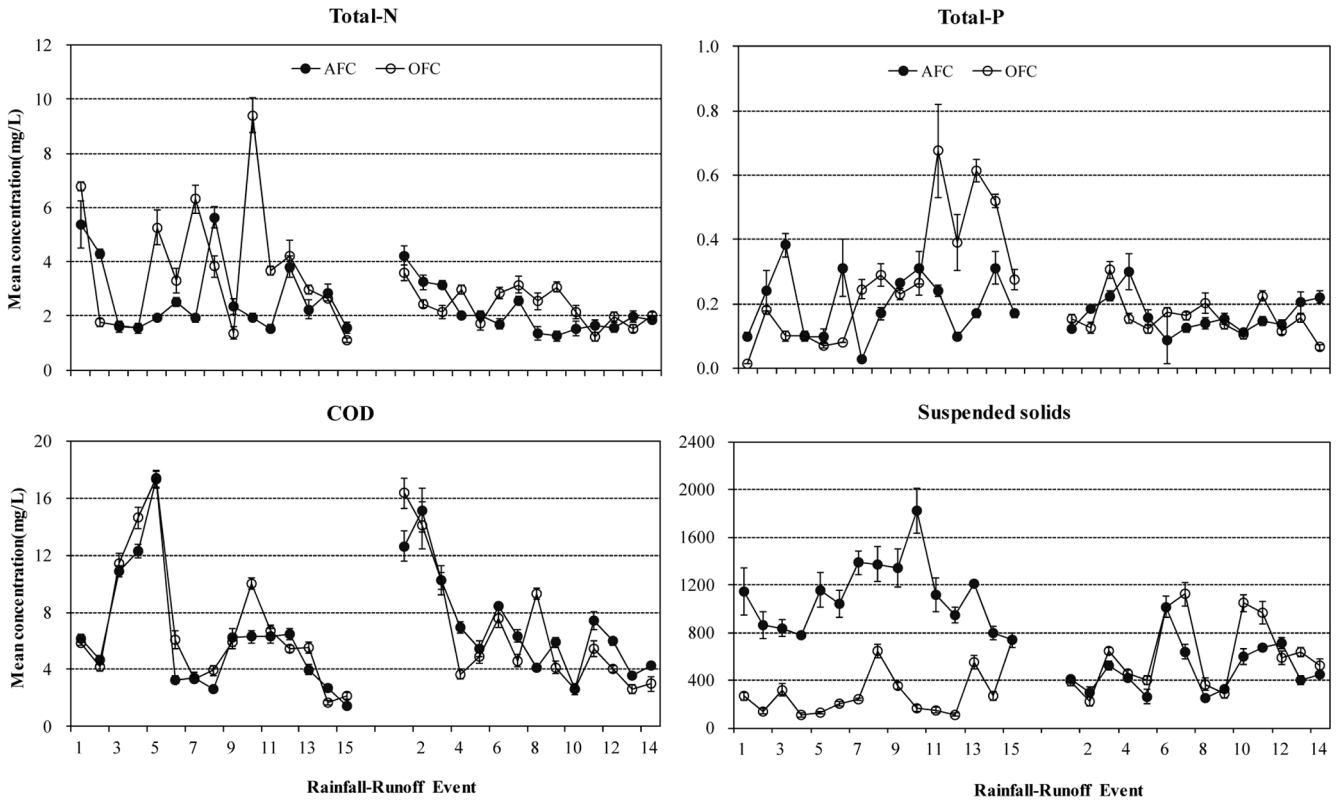 Total-N
Total-P
12
10
8
6
4
2
0
Mean concentration(mg/L)
AFC OFC
1.0
0.8
0.6
0.4
0.2
0.0
AFC OFC
COD
Suspended solids
20
16
12
8
4
0
Mean concentration(mg/L)
1 3 5 7 9 11 13 15 2 4 6 8 10 12 14
Rainfall-Runoff Event
2400
2000
1600
1200
800
400
0
1 3 5 7 9 11 13 15 2 4 6 8 10 12 14
Rainfall-Runoff Event